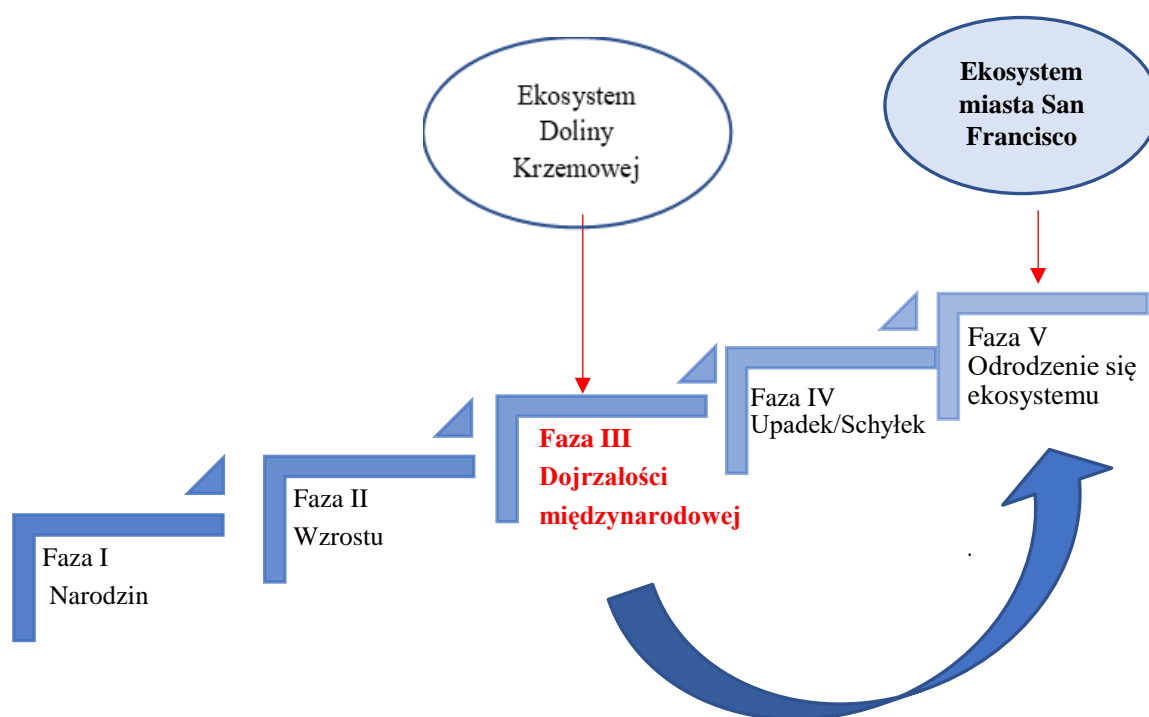 Ekosystem
Doliny
Krzemowej
Ekosystem
miasta San
Francisco
Faza I
Narodzin
Faza II
Wzrostu
Faza III
Dojrzałości
międzynarodowej
Faza IV
Upadek/Schyłek
Faza V
Odrodzenie się
ekosystemu
.